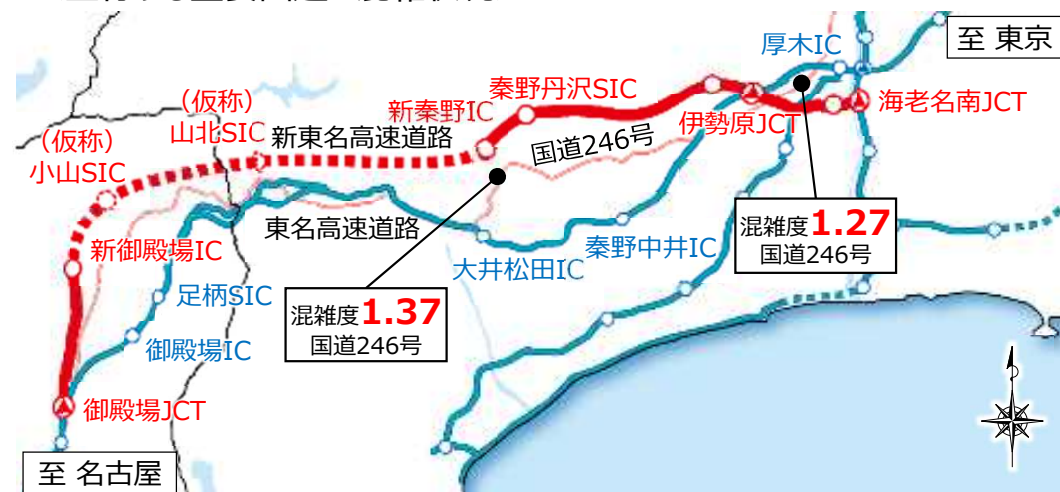 至 東京
厚木IC
秦野丹沢SIC
新秦野IC
海老名南JCT
伊勢原JCT
(仮称)
山北SIC
新東名高速道路
国道246号
(仮称)
小山SIC
混雑度1.27
国道246号
東名高速道路
秦野中井IC
新御殿場IC
大井松田IC
足柄SIC
混雑度1.37
国道246号
御殿場IC
御殿場JCT
至 名古屋